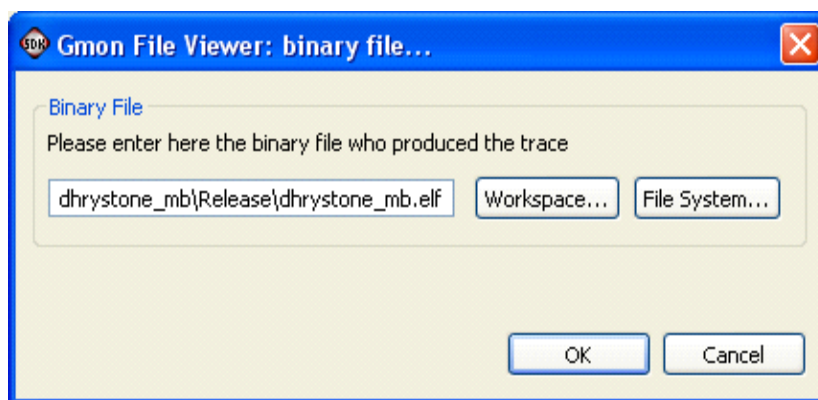 SDK Gmon File Viewer: binary file...
Binary File
Please enter here the binary file who produced the trace
dhrystone_mb\Release\dhrystone_mb.elf Workspace... File System...
OK Cancel